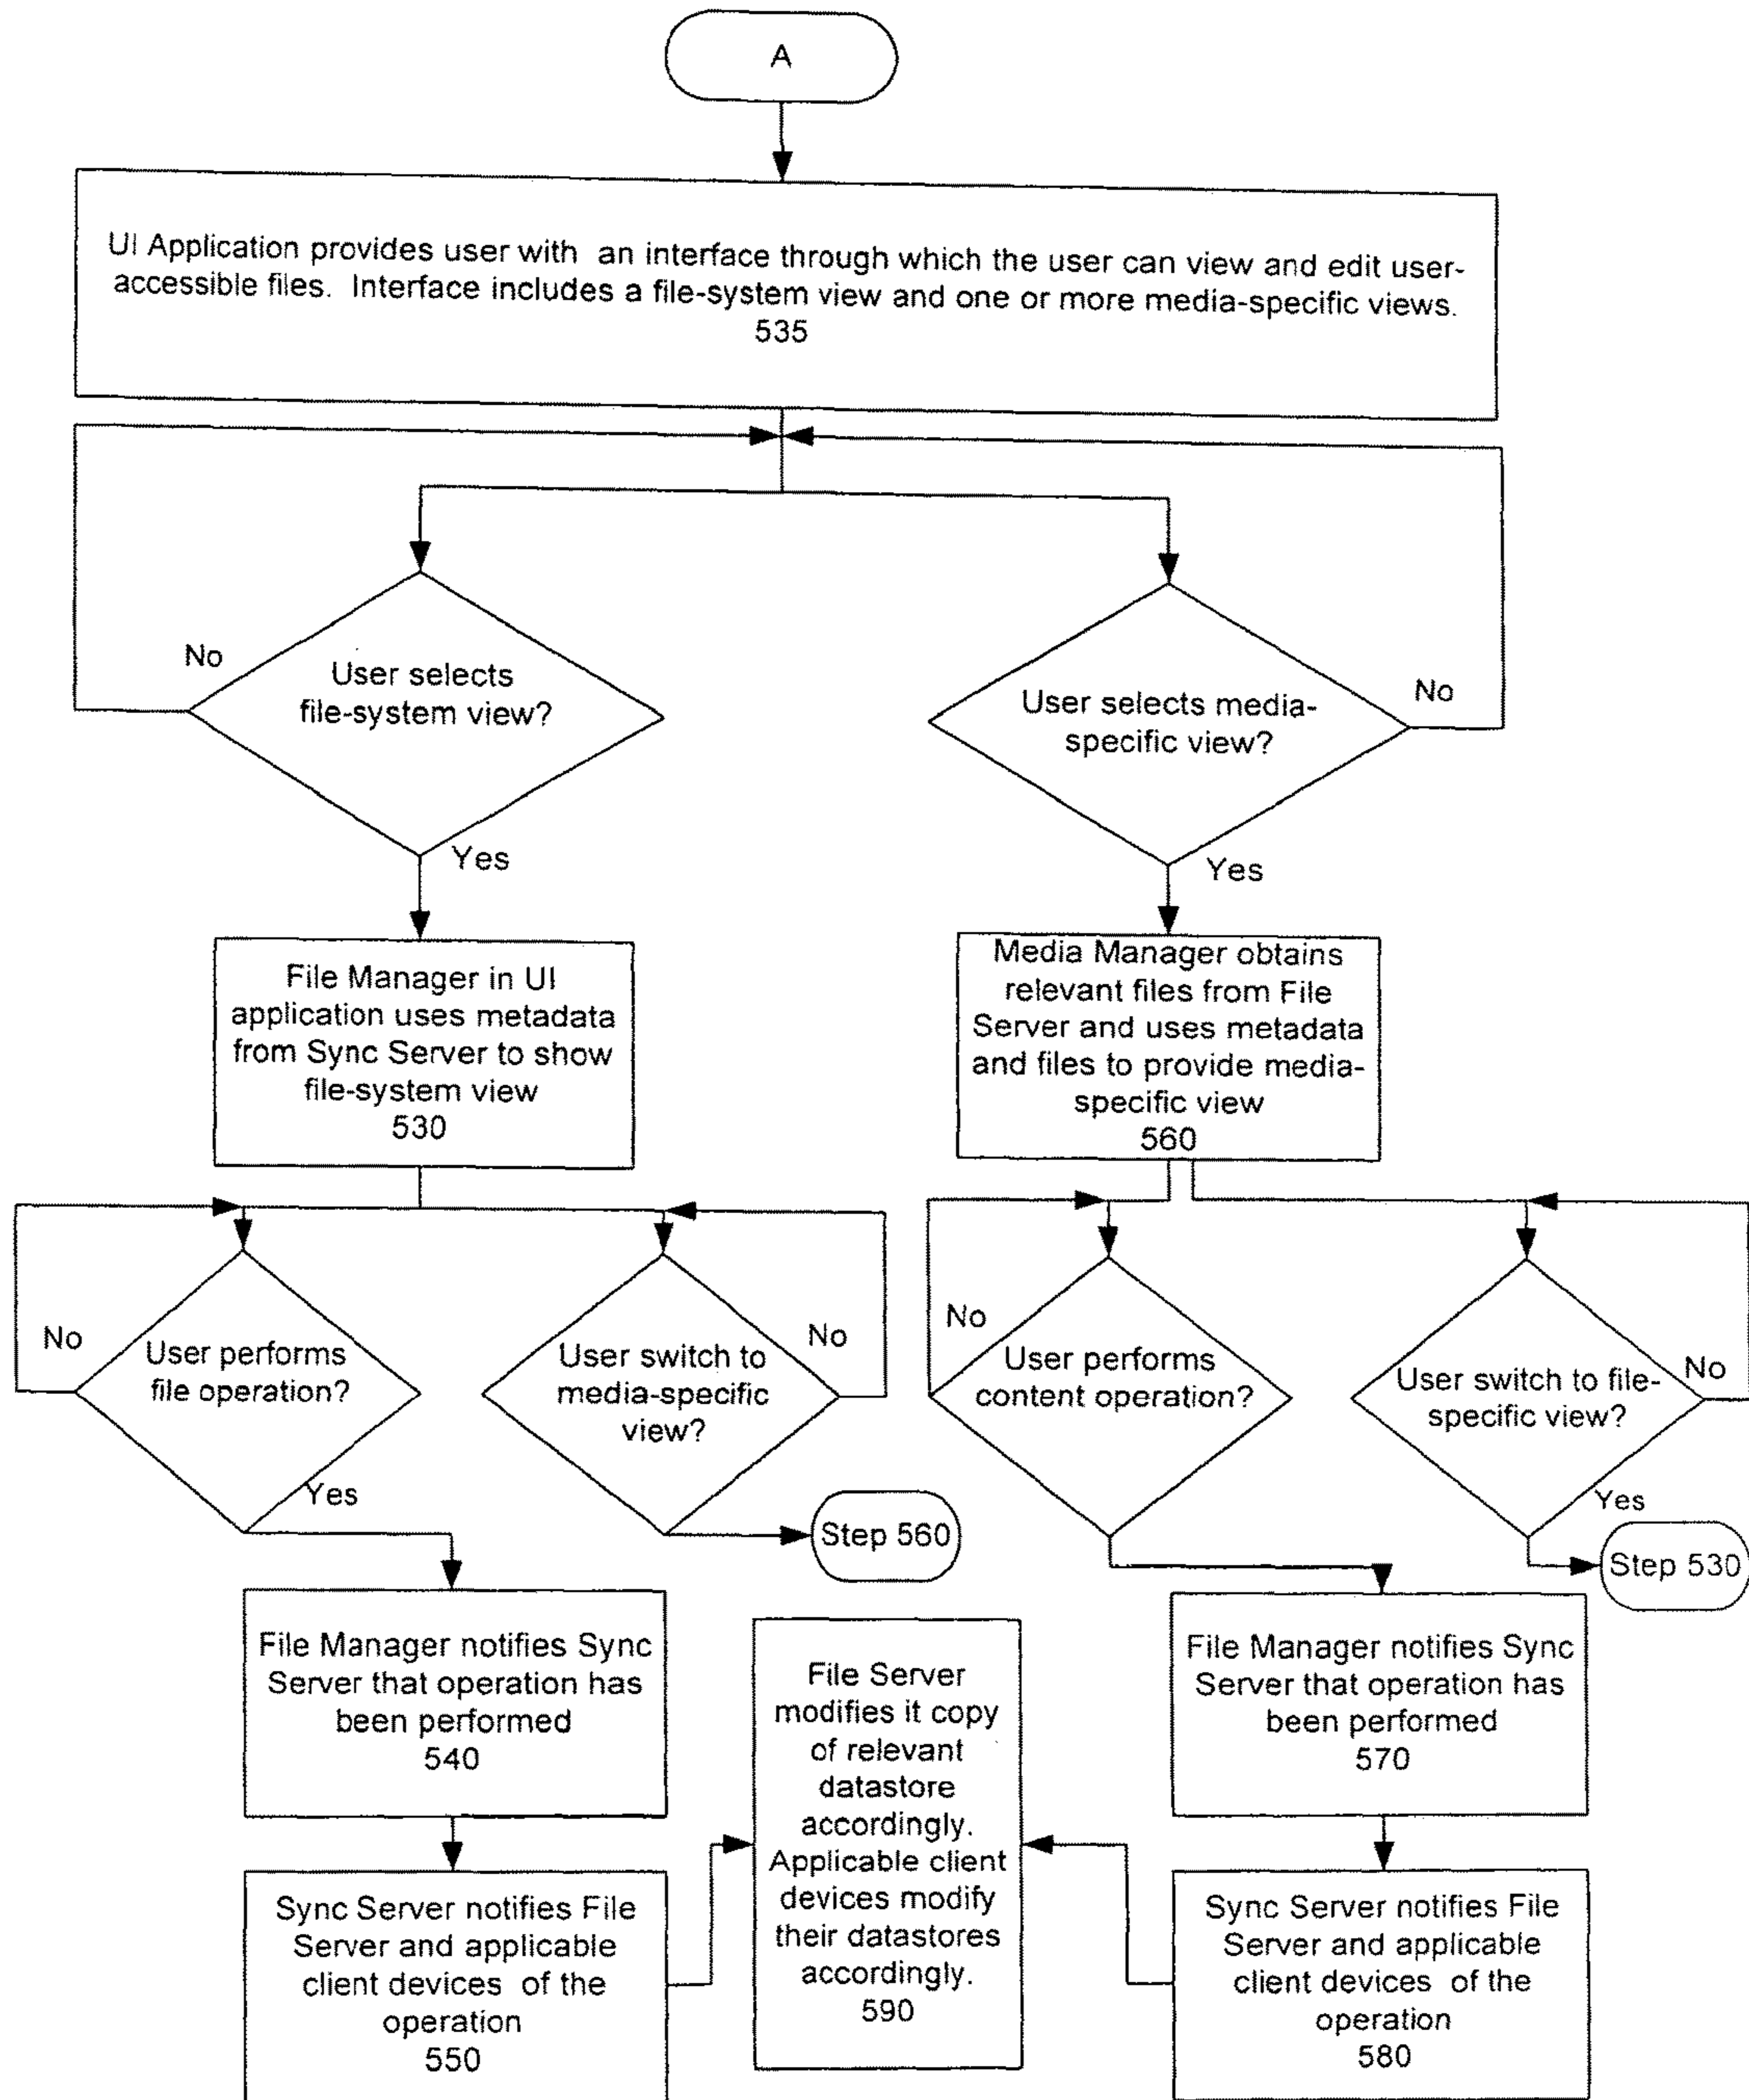 A
UI Application provides user with an interface through which the user can view and edit user-
accessible files. Interface includes a file-system view and one or more media-specific views.
535
No
User selects
file-system view?
Yes
User selects media-
specific view?
No
Yes
File Manager in UI
application uses metadata
from Sync Server to show
file-system view
530
Media Manager obtains
relevant files from File
Server and uses metadata
and files to provide media-
specific view
560
No
User performs
file operation?
Yes
User switch to
media-specific
view?
No
Step 560
No
User performs
content operation?
User switch to file-
specific view?
No
Yes
Step 530
File Manager notifies Sync
Server that operation has
been performed
540
File Server
modifies it copy
of relevant
datastore
accordingly.
Applicable client
devices modify
their datastores
accordingly.
590
File Manager notifies Sync
Server that operation has
been performed
570
Sync Server notifies File
Server and applicable
client devices of the
operation
550
Sync Server notifies File
Server and applicable
client devices of the
operation
580